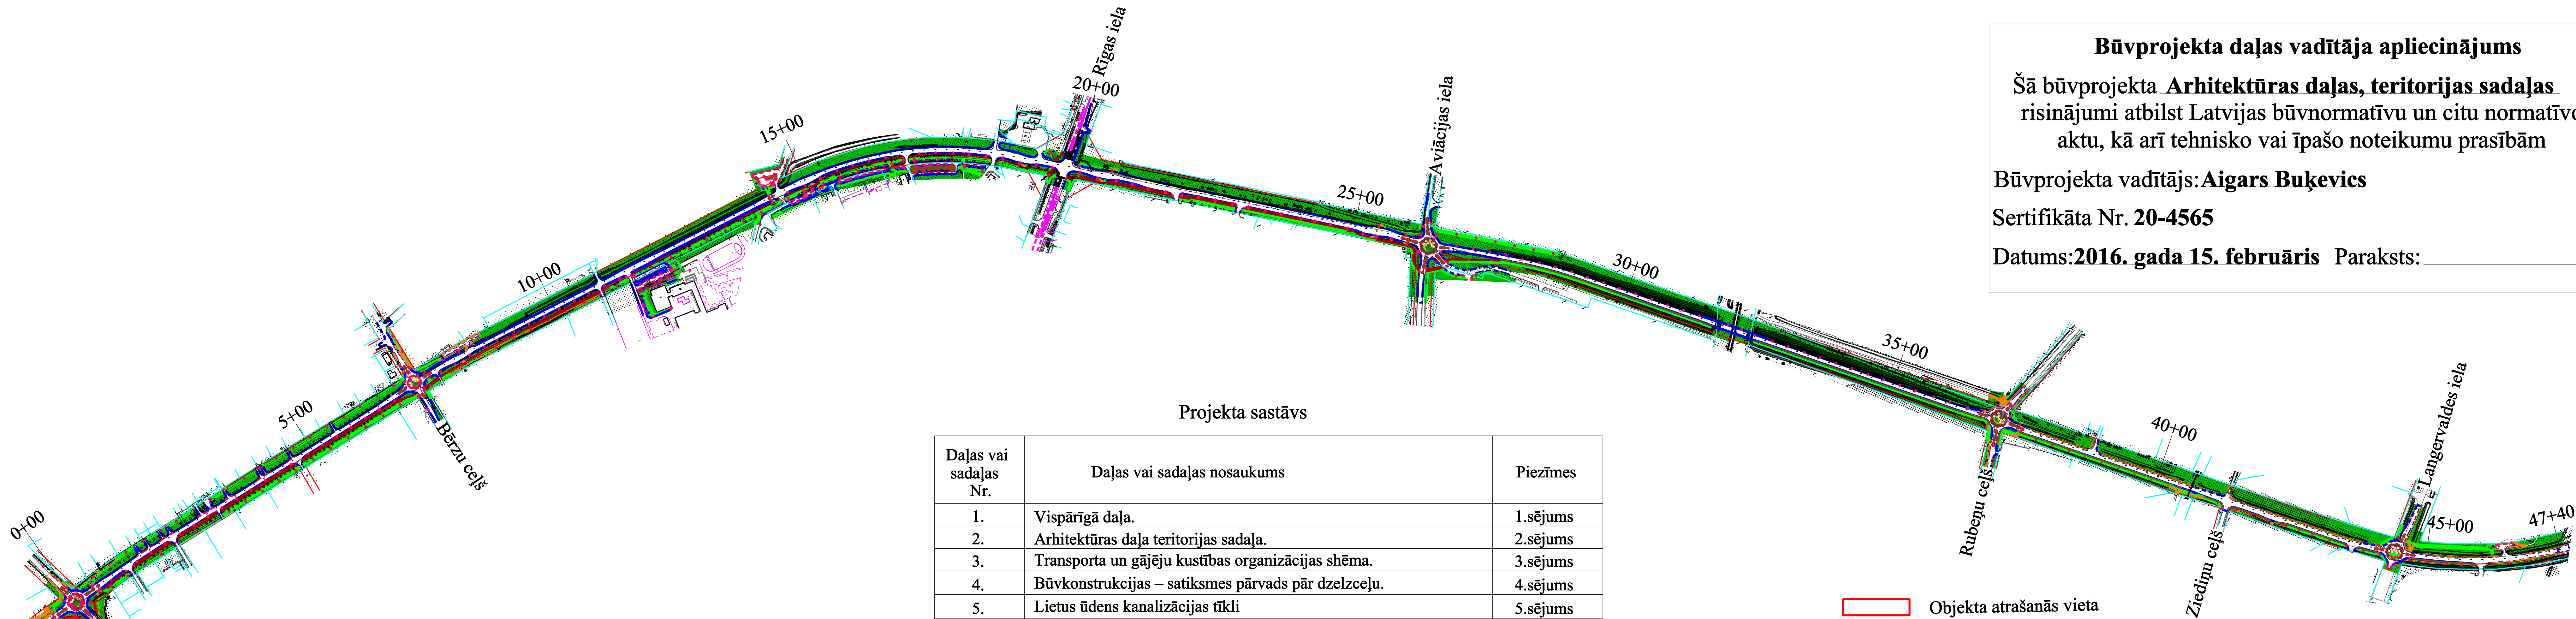 Būvprojekta daļas vadītāja apliecinājums
Šā būvprojekta Arhitektūras daļas, teritorijas sadaļas
risinājumi atbilst Latvijas būvnormatīvu un citu normatīvo
aktu, kā arī tehnisko vai īpašo noteikumu prasībām
Būvprojekta vadītājs: Aigars Buķevics
Sertifikāta Nr. 20-4565
Datums: 2016. gada 15. februāris Paraksts:
0+00
5+00
Bērzu ceļš
10+00
15+00
20+00
Rīgas iela
25+00
Aviācijas iela
30+00
35+00
Rubeņu ceļš
40+00
Ziediņu ceļš
Langervaldes iela
45+00
47+40
Projekta sastāvs
Daļas vai sadaļas Nr.
Daļas vai sadaļas nosaukums
Piezīmes
1. Vispārīgā daļa. 1.sējums
2. Arhitektūras daļa teritorijas sadaļa. 2.sējums
3. Transporta un gājēju kustības organizācijas shēma. 3.sējums
4. Būvkonstrukcijas – satiksmes pārvads pār dzelzceļu. 4.sējums
5. Lietus ūdens kanalizācijas tīkli 5.sējums
Objekta atrašanās vieta